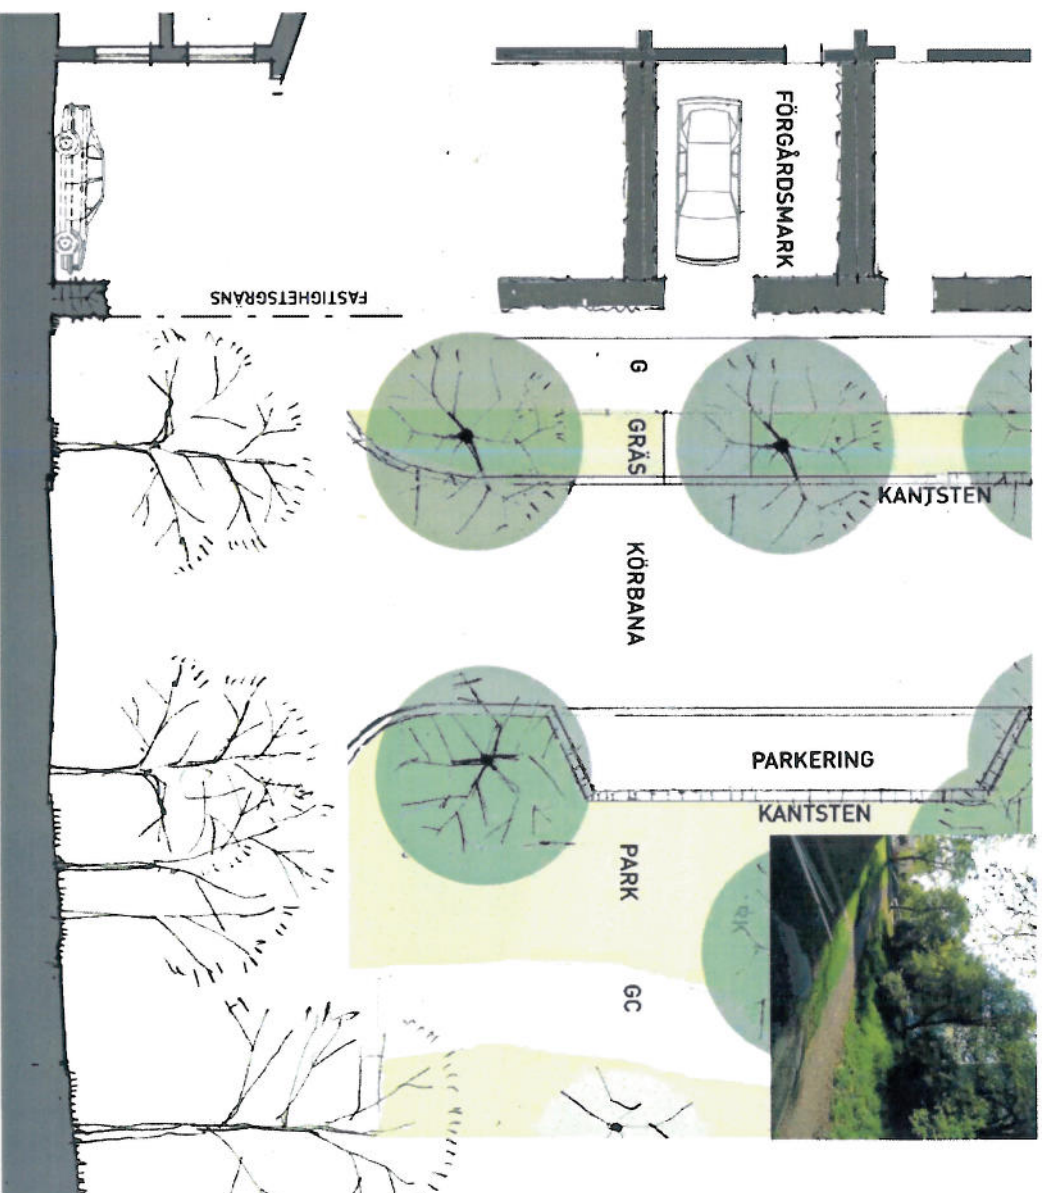 FÖRGÅRDSMARK
FASTIGHETSGRÄNS
G
GRÄS
KANTSTEN
KÖRBANA
PARKERING
KANTSTEN
PARK
GC